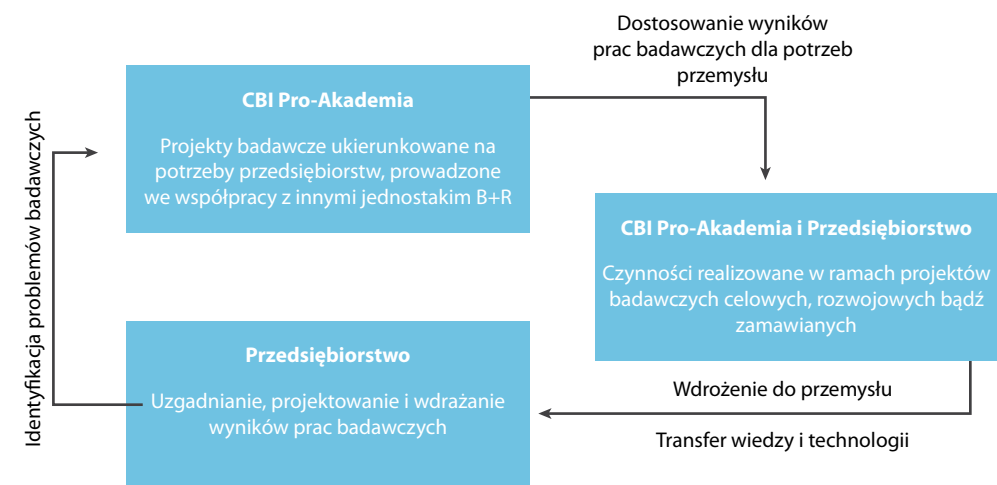 Dostosowanie wyników
prac badawczych dla potrzeb
przemysłu
CBI Pro-Akademia
Projekty badawcze ukierunkowane na
potrzeby przedsiębiorstw, prowadzone
we współpracy z innymi jednostakim B+R
Identyfikacja problemów badawczych
CBI Pro-Akademia i Przedsiębiorstwo
Czynności realizowane w ramach projektów
badawczych celowych, rozwojowych bądź
zamawianych
Przedsiębiorstwo
Uzgadnianie, projektowanie i wdrażanie
wyników prac badawczych
Wdrożenie do przemysłu
Transfer wiedzy i technologii